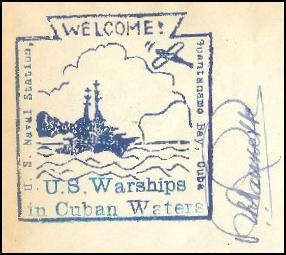 WELCOME!
U. S. Naval Station,
Guantanamo Bay, Cuba
U.S. Warships
in Cuban Waters